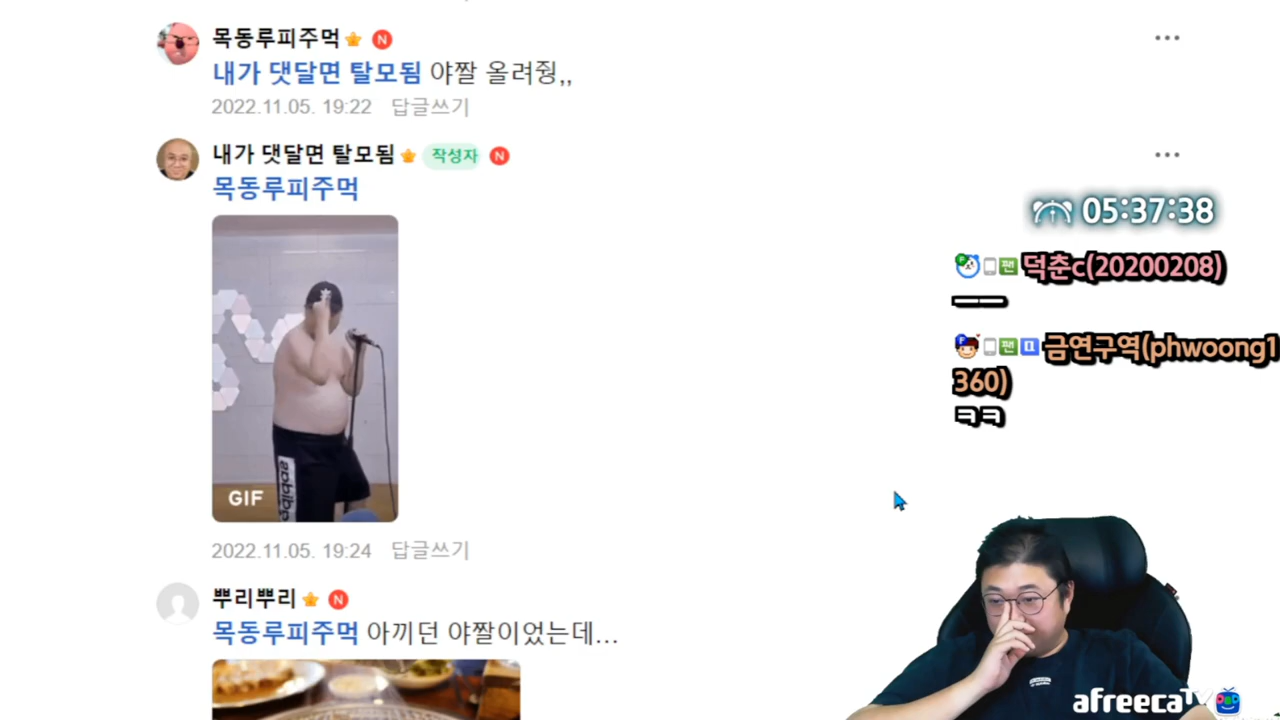 목동루피주먹 N
내가 댓달면 탈모됨 야짤 올려줭,,
2022.11.05. 19:22 답글쓰기
내가 댓달면 탈모됨 작성자 N
목동루피주먹
GIF
adidas
2022.11.05. 19:24 답글쓰기
뿌리뿌리 N
목동루피주먹 아끼던 야짤이었는데...
05:37:38
F 팬 덕춘c(20200208)
ㅡㅡ
F 팬 금연구역(phwoong1
360)
ㅋㅋ
afreecaTV